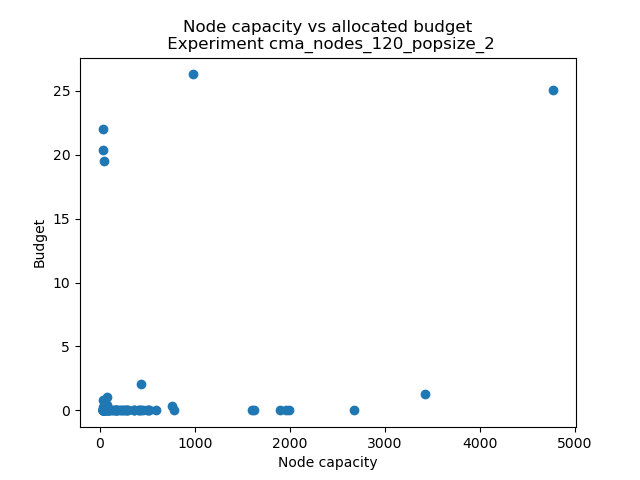 Node capacity vs allocated budget
Experiment cma_nodes_120_popsize_2
25
20
15
10
5
0
Budget
0 1000 2000 3000 4000 5000
Node capacity